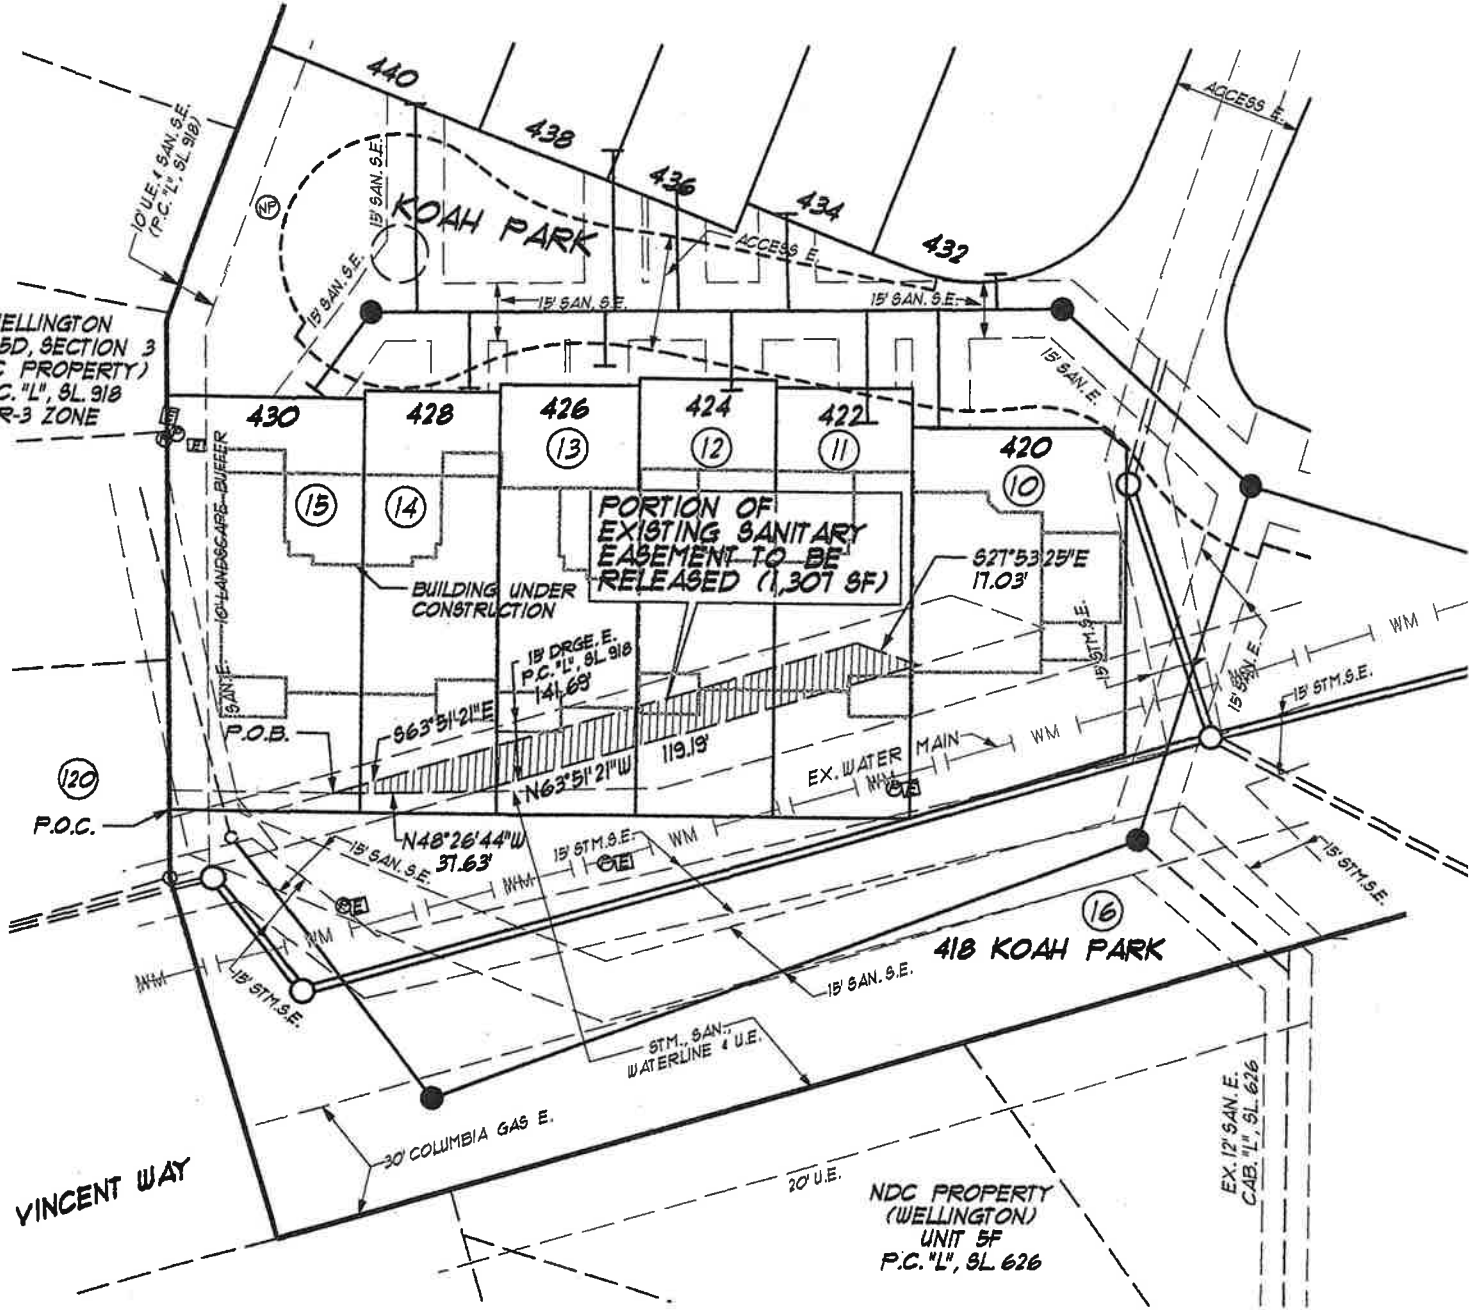 440
438
436
434
432
ACCESS E.
10' U.E. & SAN. S.E.
(P.C. "L", SL. 918)
NP
15' SAN. S.E.
KOAH PARK
ACCESS E.
15' SAN. S.E.
15' SAN. S.E.
15' SAN. S.E.
15' SAN. E.
ELLINGTON
5D, SECTION 3
C PROPERTY)
C. "L", SL. 918
R-3 ZONE
E
E
430
428
426
424
422
420
15
14
13
12
11
10
10' LANDSCAPE BUFFER
SAN. E.
PORTION OF
EXISTING SANITARY
EASEMENT TO BE
RELEASED (1,307 SF)
S27°53'25"E
17.03'
BUILDING UNDER
CONSTRUCTION
15' DRGE. E.
P.C. "L", SL. 918
141.69'
S63°51'21"E
P.O.B.
N63°51'21"W
119.19'
15' STM.S.E.
15' SAN. E.
15' STM.S.E.
WM
WM
EX. WATER MAIN
WM
WM
WM
WM
WM
120
P.O.C.
N48°26'44"W
37.63'
15' SAN. S.E.
15' STM.S.E.
E
E
E
15' STM.S.E.
15' STM.S.E.
16
418 KOAH PARK
15' SAN. S.E.
STM., SAN.,
WATERLINE & U.E.
30' COLUMBIA GAS E.
20' U.E.
EX. 12' SAN. E.
CAB. "L", SL. 626
VINCENT WAY
NDC PROPERTY
(WELLINGTON)
UNIT 5F
P.C. "L", SL. 626